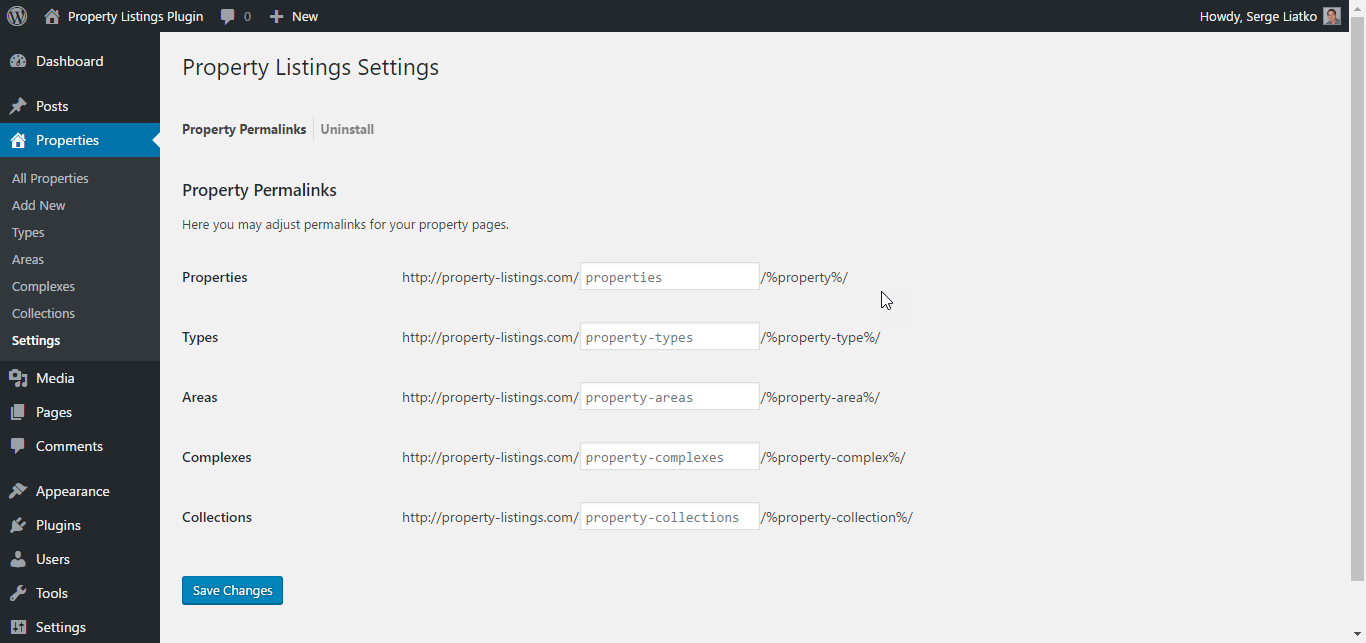 Property Listings Plugin 0 New Howdy, Serge Liatko
Dashboard
Posts
Properties
All Properties
Add New
Types
Areas
Complexes
Collections
Settings
Media
Pages
Comments
Appearance
Plugins
Users
Tools
Settings
Property Listings Settings
Property Permalinks Uninstall
Property Permalinks
Here you may adjust permalinks for your property pages.
Properties http://property-listings.com/ properties /%property%/
Types http://property-listings.com/ property-types /%property-type%/
Areas http://property-listings.com/ property-areas /%property-area%/
Complexes http://property-listings.com/ property-complexes /%property-complex%/
Collections http://property-listings.com/ property-collections /%property-collection%/
Save Changes